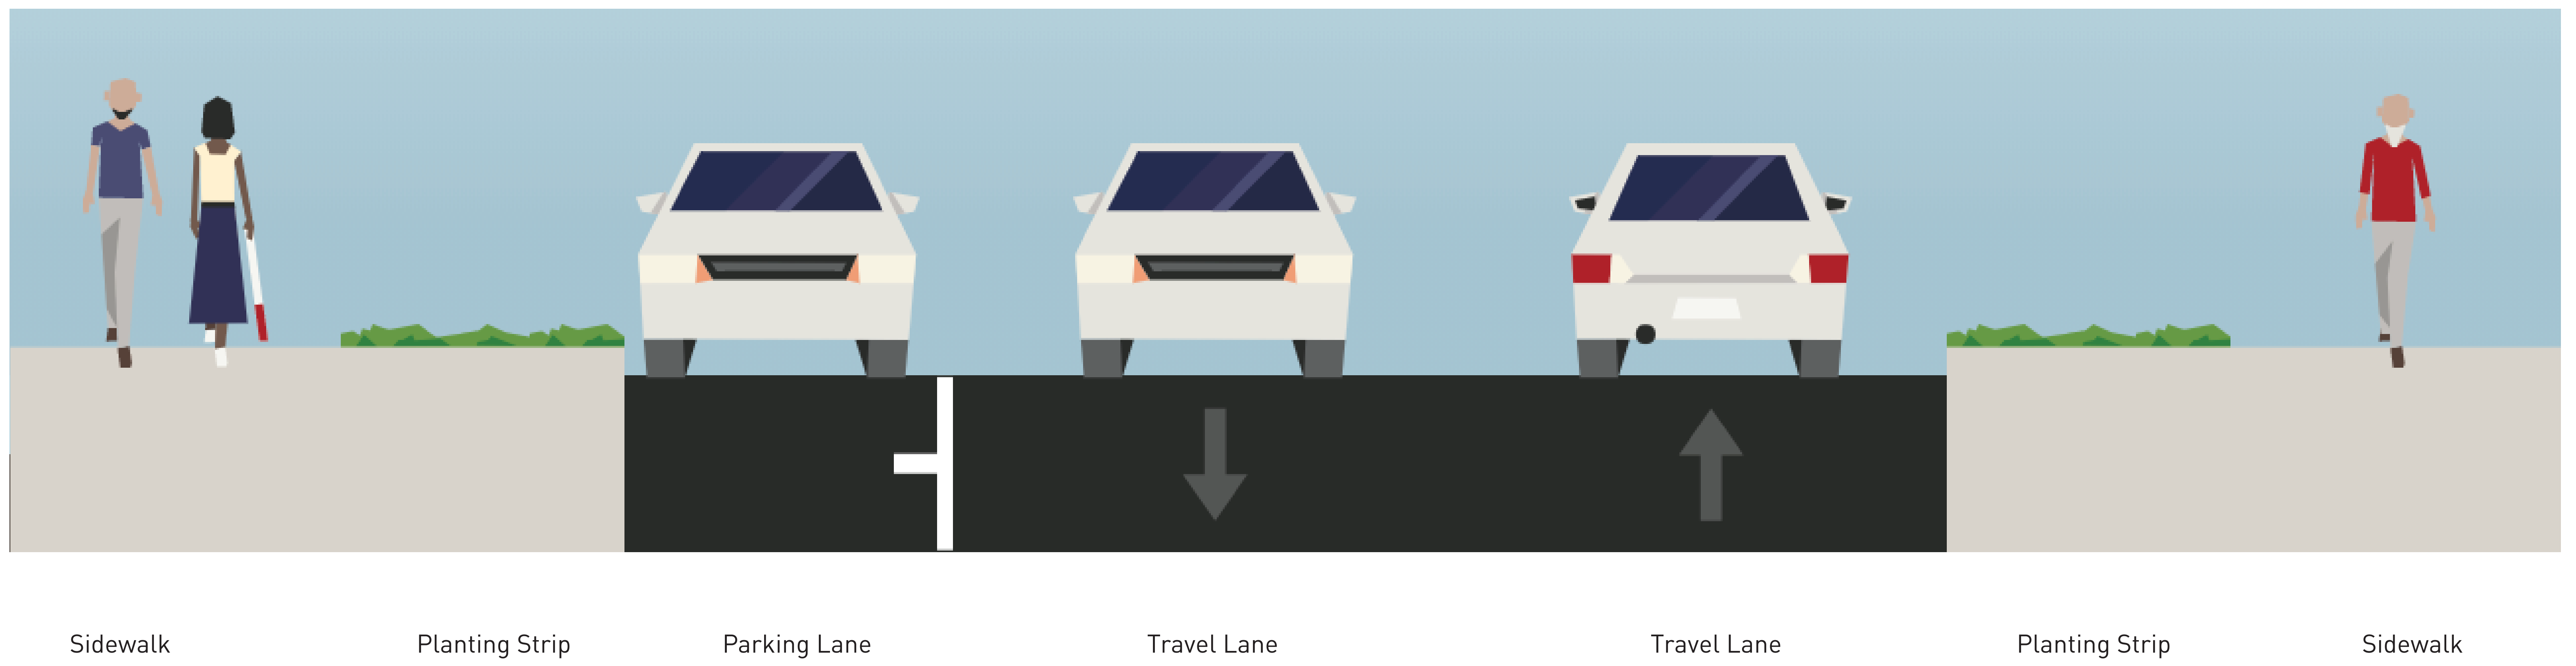 Sidewalk
Planting Strip
Parking Lane
Travel Lane
Travel Lane
Planting Strip
Sidewalk